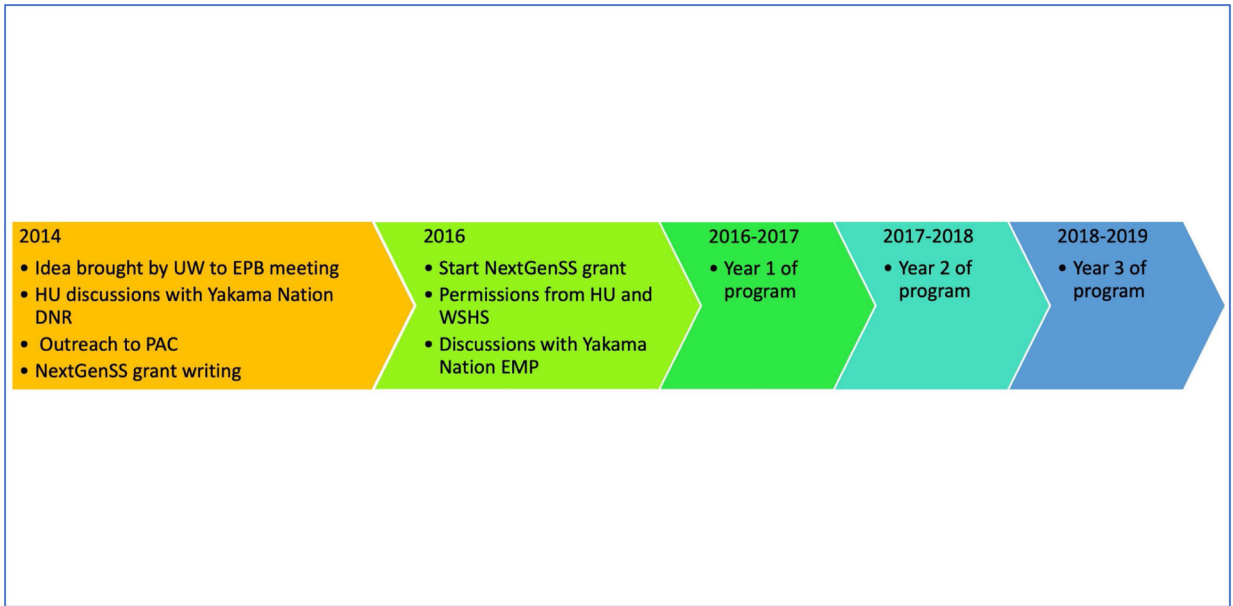 2014
• Idea brought by UW to EPB meeting
• HU discussions with Yakama Nation
DNR
• Outreach to PAC
• NextGenSS grant writing
2016
• Start NextGenSS grant
• Permissions from HU and
WSHS
• Discussions with Yakama
Nation EMP
2016-2017
• Year 1 of
program
2017-2018
• Year 2 of
program
2018-2019
• Year 3 of
program